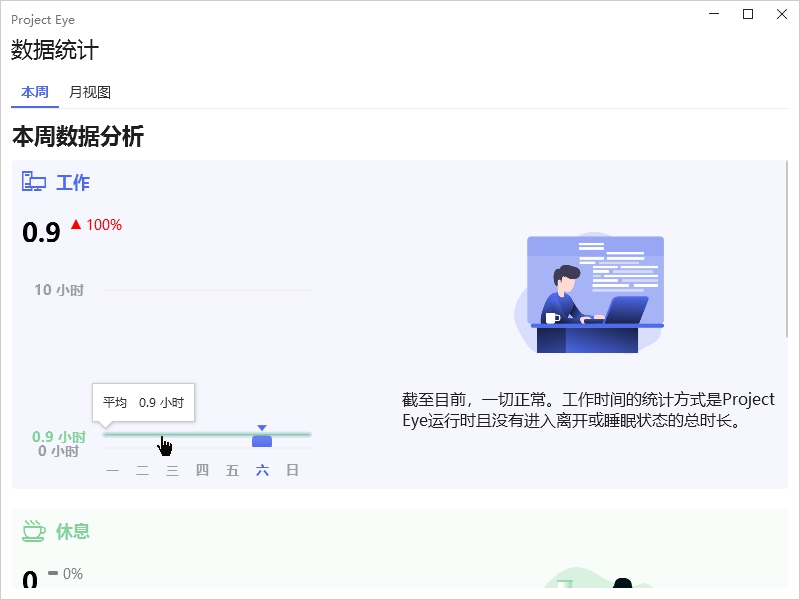 Project Eye
数据统计
本周 月视图
本周数据分析
工作
0.9 ▲ 100%
10 小时
平均 0.9 小时
0.9 小时
0 小时
一 二 三 四 五 六 日
截至目前，一切正常。工作时间的统计方式是Project
Eye运行时且没有进入离开或睡眠状态的总时长。
休息
0 0%